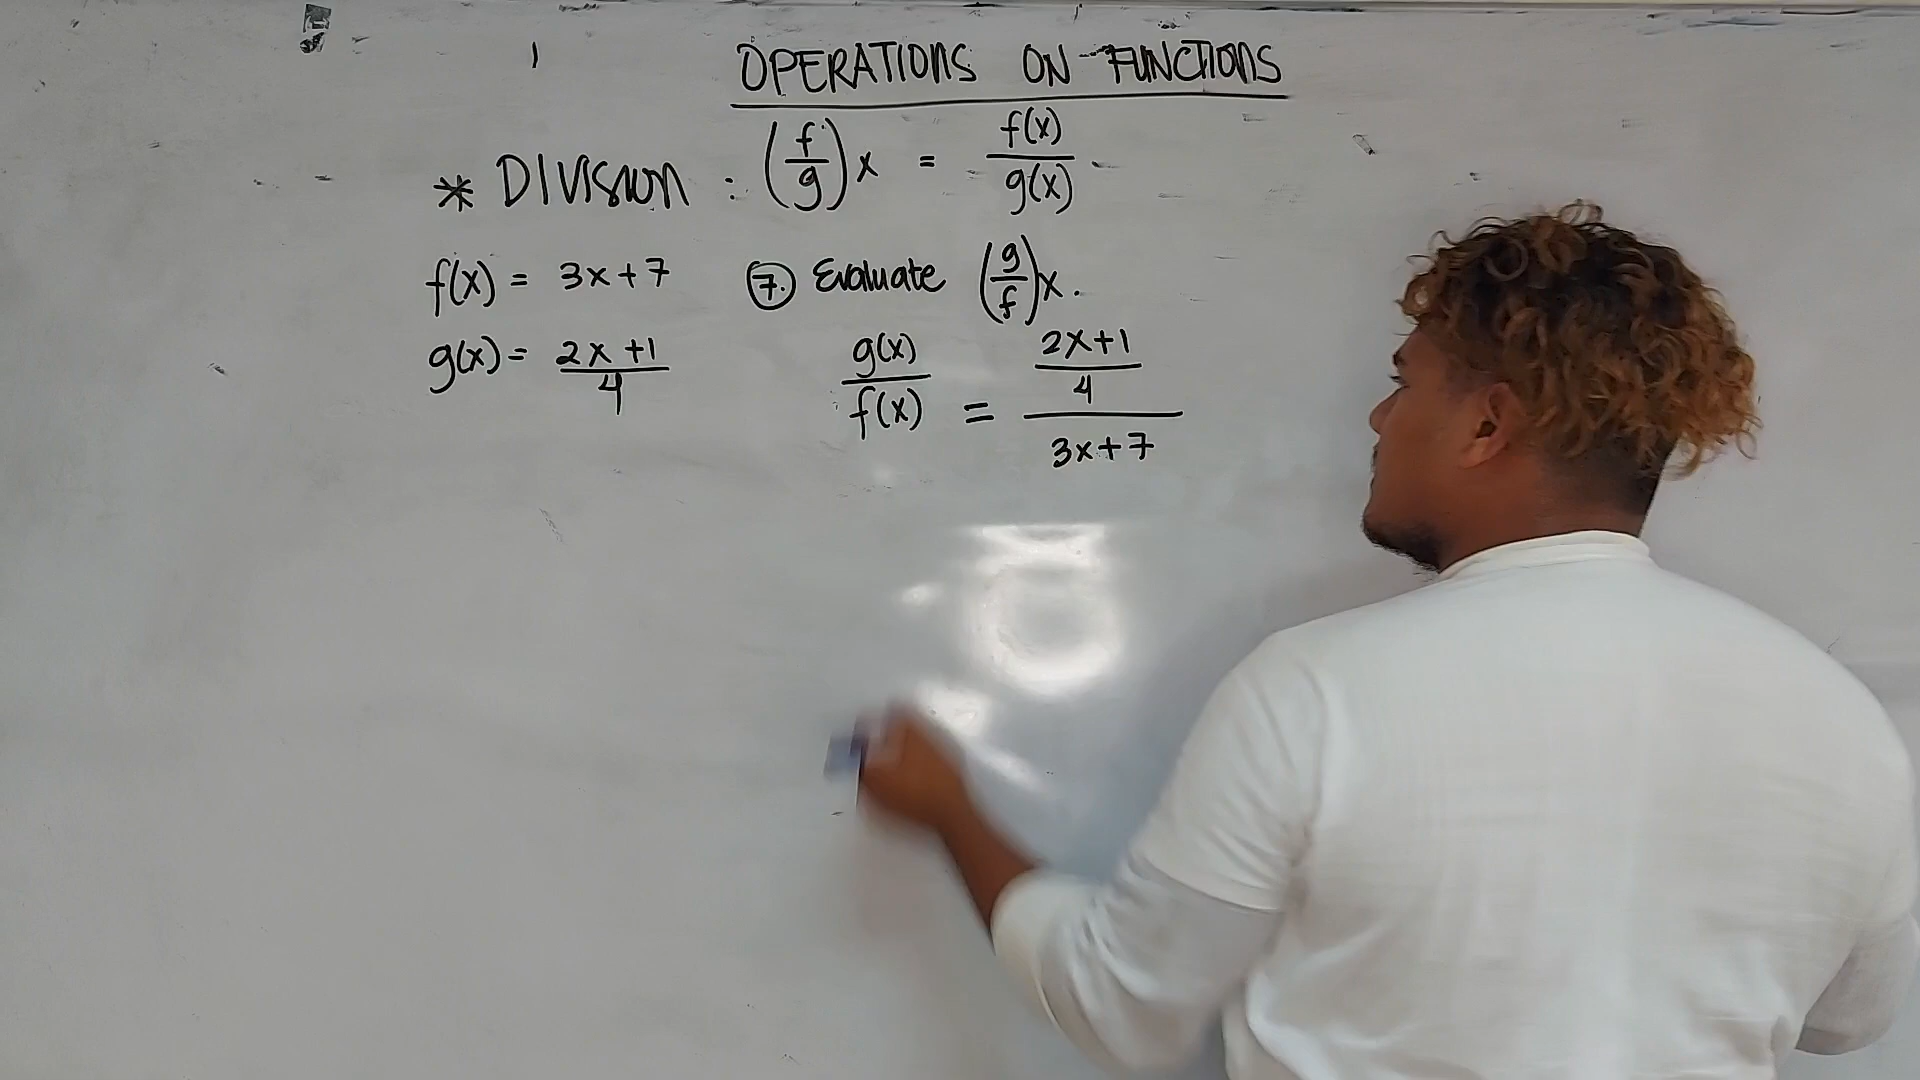 OPERATIONS ON FUNCTIONS
* DIVISION : (f/g)x = f(x)/g(x).
f(x) = 3x+7
g(x) = 2x+1/4
7. Evaluate (g/f)x.
g(x)/f(x) = 2x+1/4/3x+7